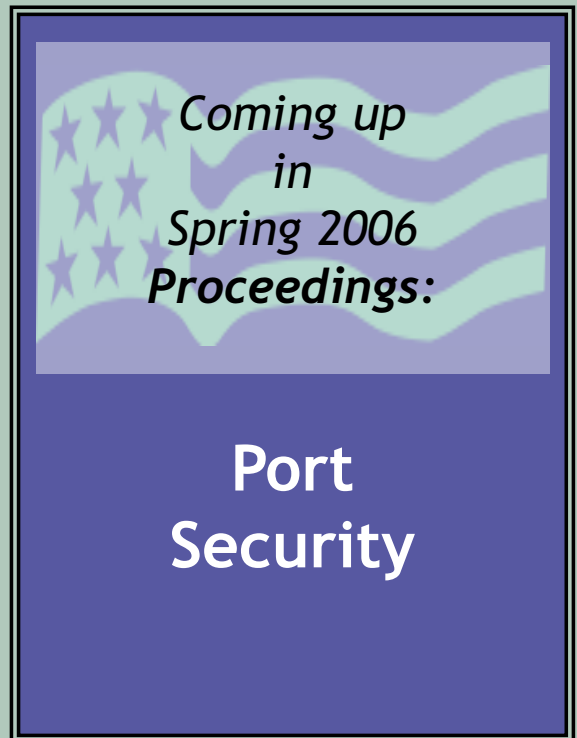 Coming up
in
Spring 2006
Proceedings:
Port
Security